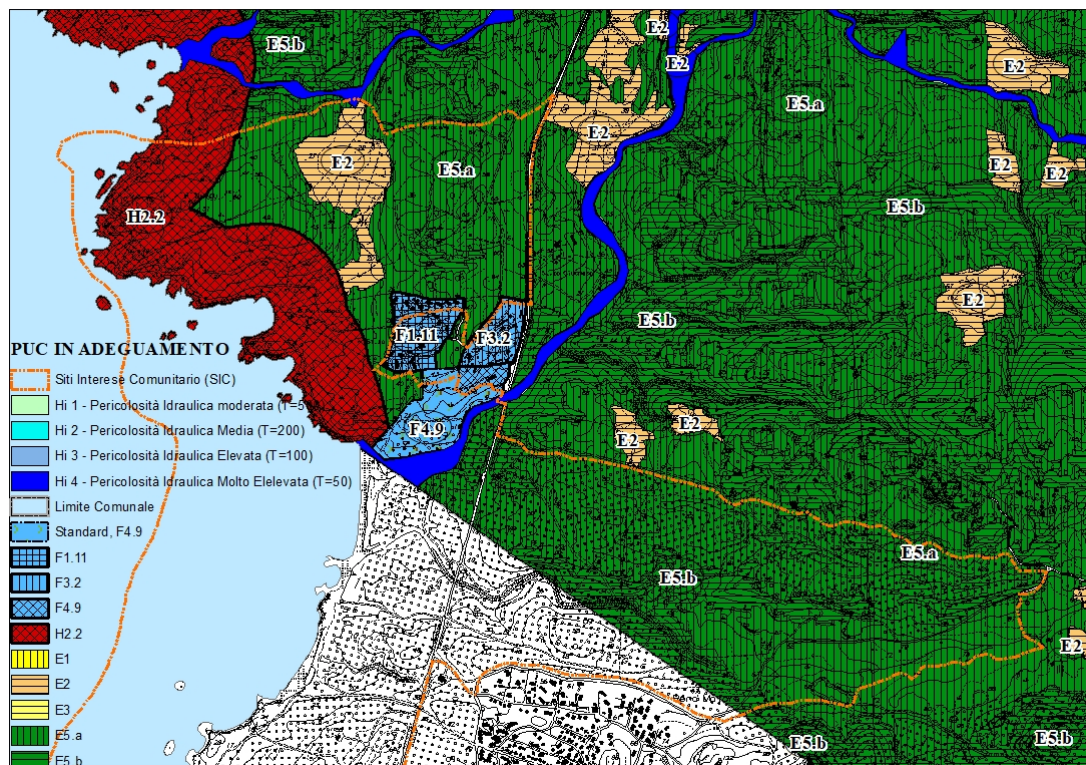 E5.b
E2
E2
E2
E5.a
E2
E2
E5.a
E2
E2
H2.2
E5.b
E2
F1.11
F3.2
E5.b
PUC IN ADEGUAMENTO
Siti Interese Comunitario (SIC)
Hi 1 - Pericolosità Idraulica moderata (T=5
Hi 2 - Pericolosità Idraulica Media (T=200)
Hi 3 - Pericolosità Idraulica Elevata (T=100)
Hi 4 - Pericolosità Idraulica Molto Elelevata (T=50)
Limite Comunale
Standard, F4.9
F1.11
F3.2
F4.9
H2.2
E1
E2
E3
E5.a
E5.b
F4.9
E2
E2
E5.a
E5.b
E2
E5.b
E5.b